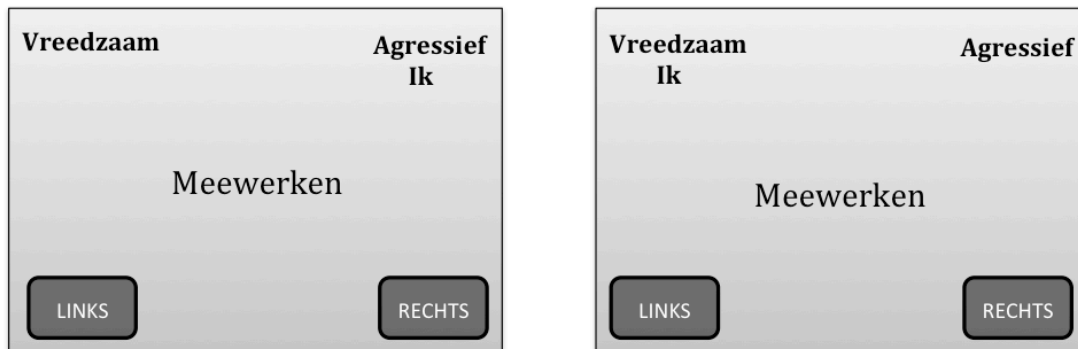 Vreedzaam
Agressief
Ik
Meewerken
LINKS
RECHTS
Vreedzaam
Ik
Agressief
Meewerken
LINKS
RECHTS